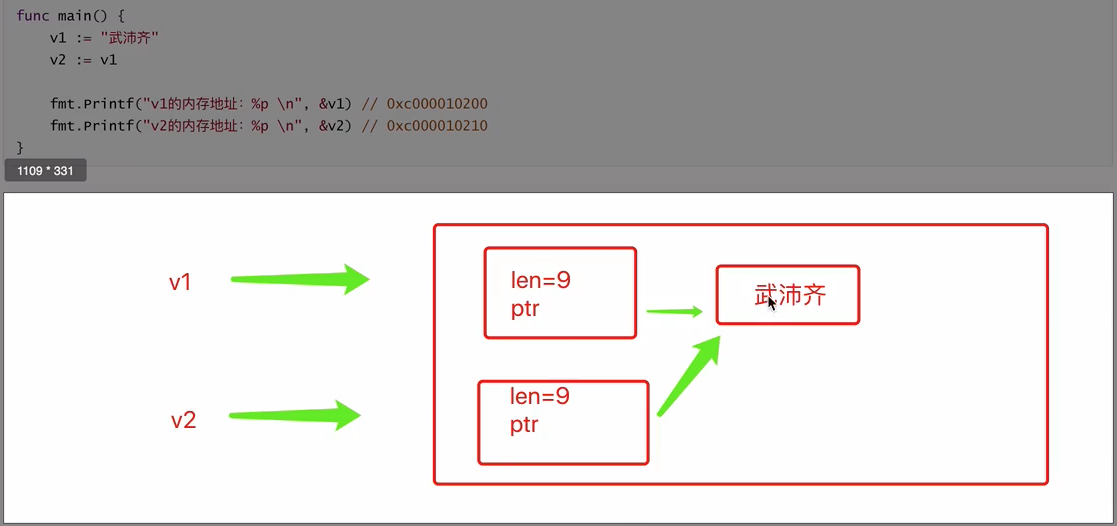 func main() {
v1 := "武沛齐"
v2 := v1
fmt.Printf("v1的内存地址：%p \n", &v1) // 0xc000010200
fmt.Printf("v2的内存地址：%p \n", &v2) // 0xc000010210
}
1109 * 331
v1
len=9
ptr
武沛齐
v2
len=9
ptr